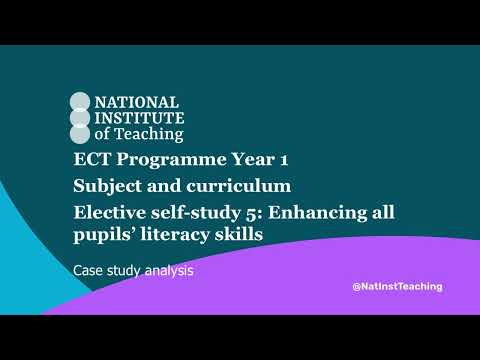 NATIONAL
INSTITUTE
of Teaching
ECT Programme Year 1
Subject and curriculum
Elective self-study 5: Enhancing all
pupils’ literacy skills
Case study analysis
@NatInstTeaching